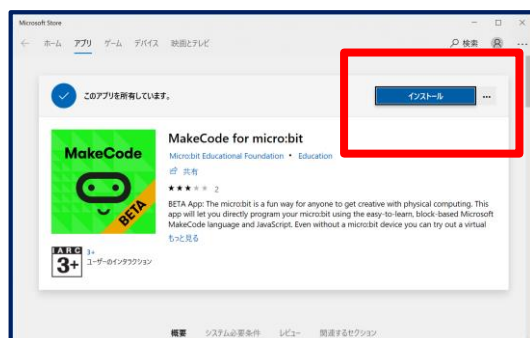 Microsoft Store
ホーム アプリ ゲーム デバイス 映画とテレビ 検索
このアプリを所有しています。
インストール
MakeCode
BETA
MakeCode for micro:bit
Micro:bit Educational Foundation • Education
共有
2
BETA App: The micro:bit is a fun way for anyone to get creative with physical computing. This
app will let you directly program your micro:bit using the easy-to-learn, block-based Microsoft
MakeCode language and JavaScript. Even without a micro:bit device you can try out a virtual
もっと見る
IARC
3+
3+
ユーザーのインタラクション
概要 システム必要条件 レビュー 関連するセクション